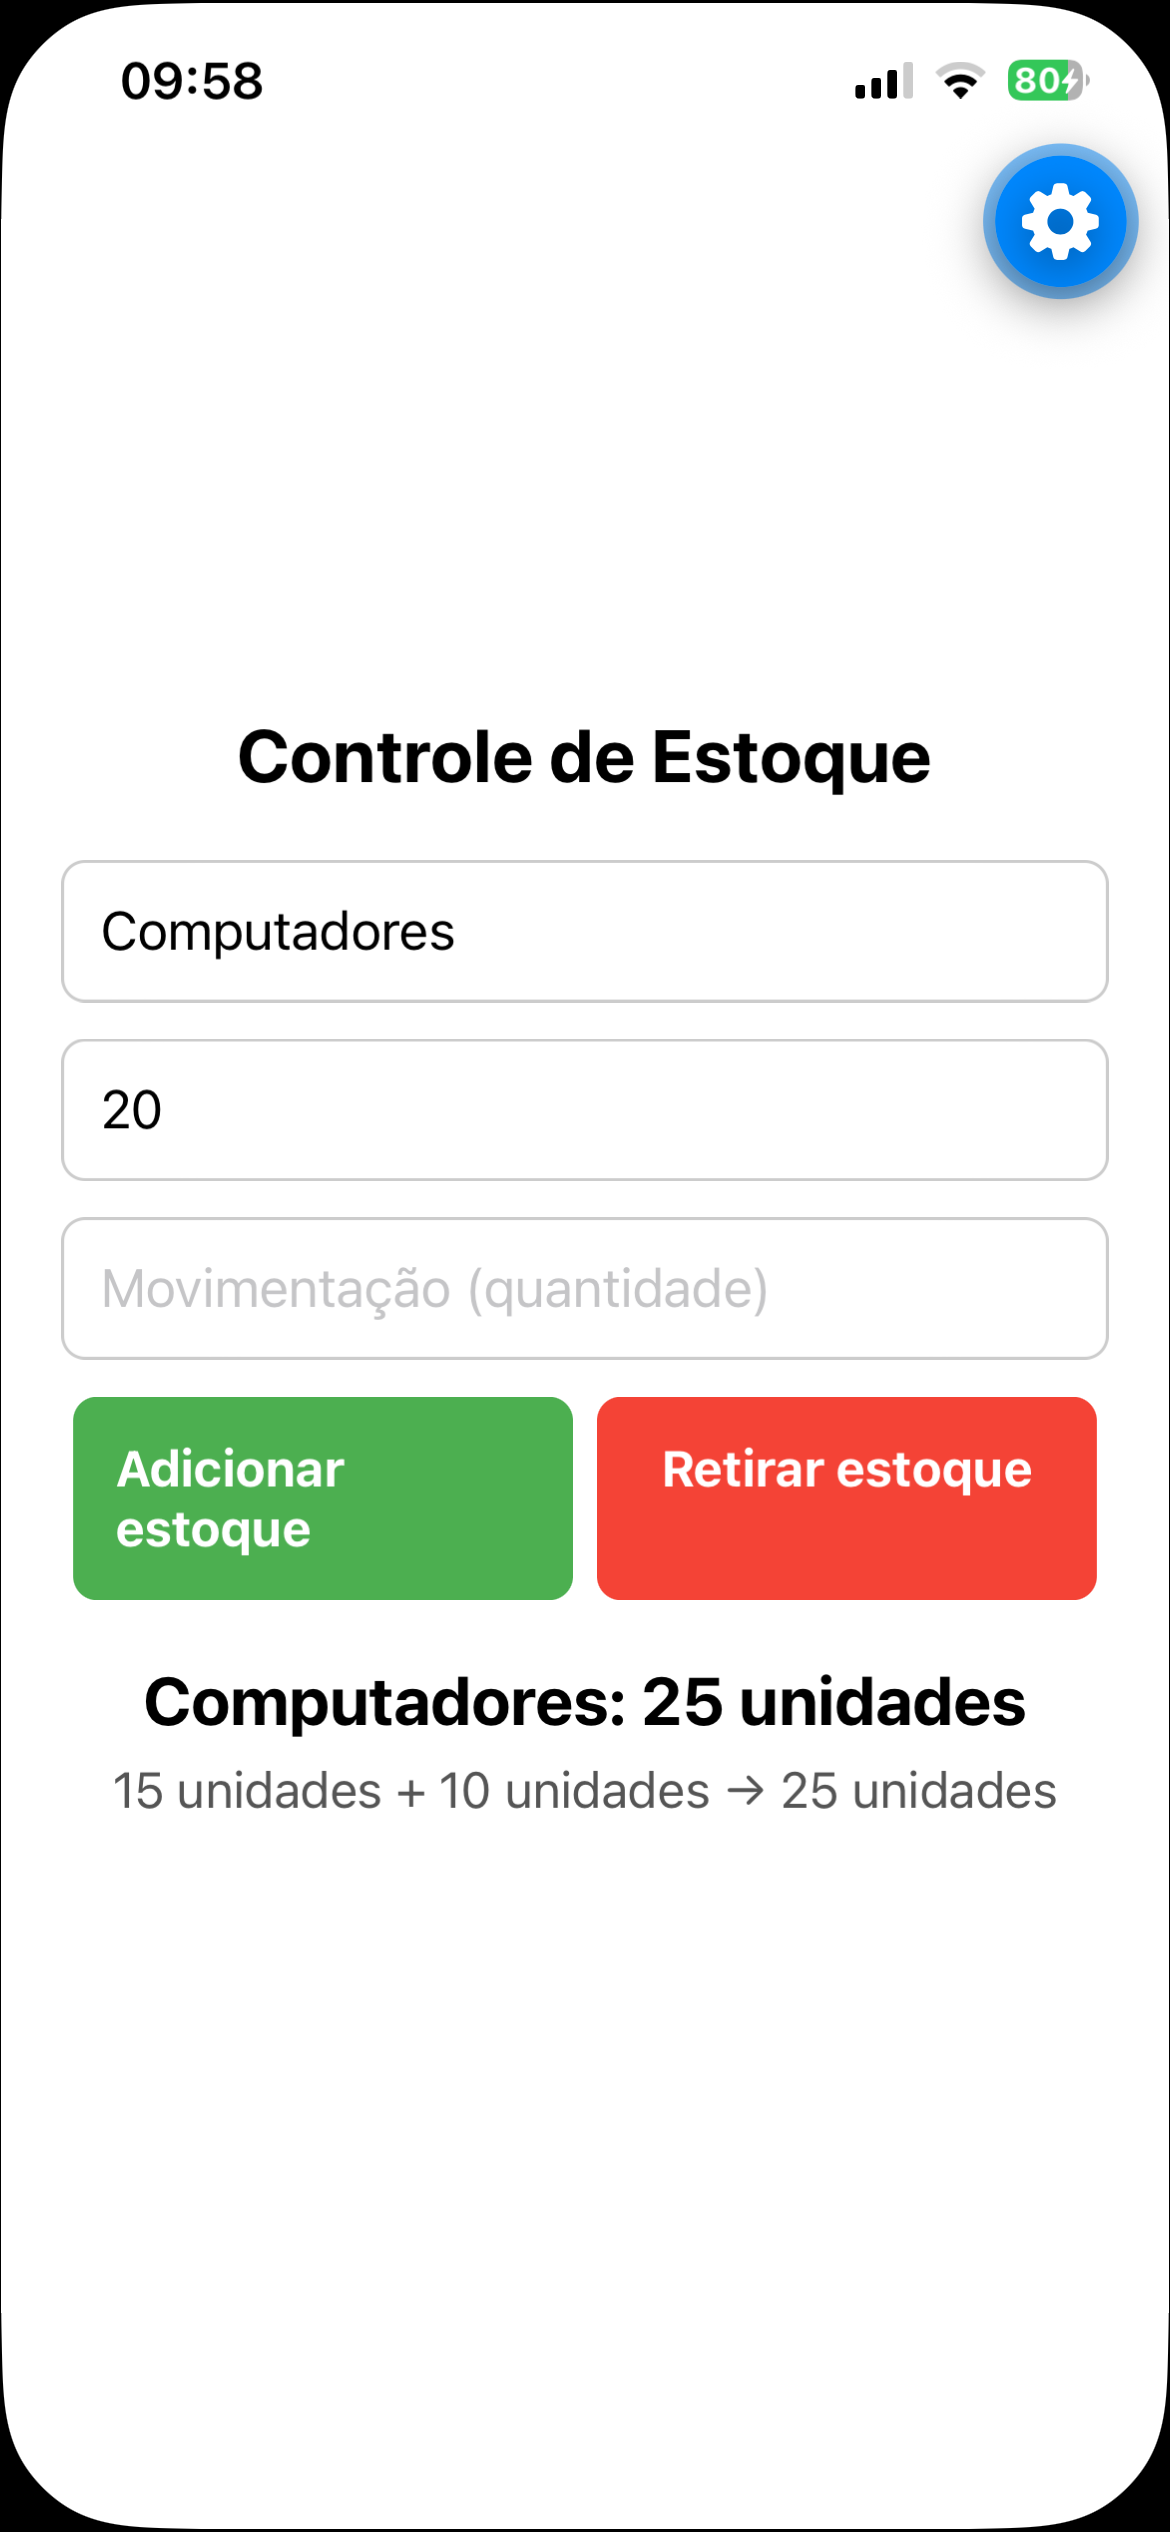 09:58
80
Controle de Estoque
Computadores
20
Movimentação (quantidade)
Adicionar
estoque
Retirar estoque
Computadores: 25 unidades
15 unidades + 10 unidades → 25 unidades